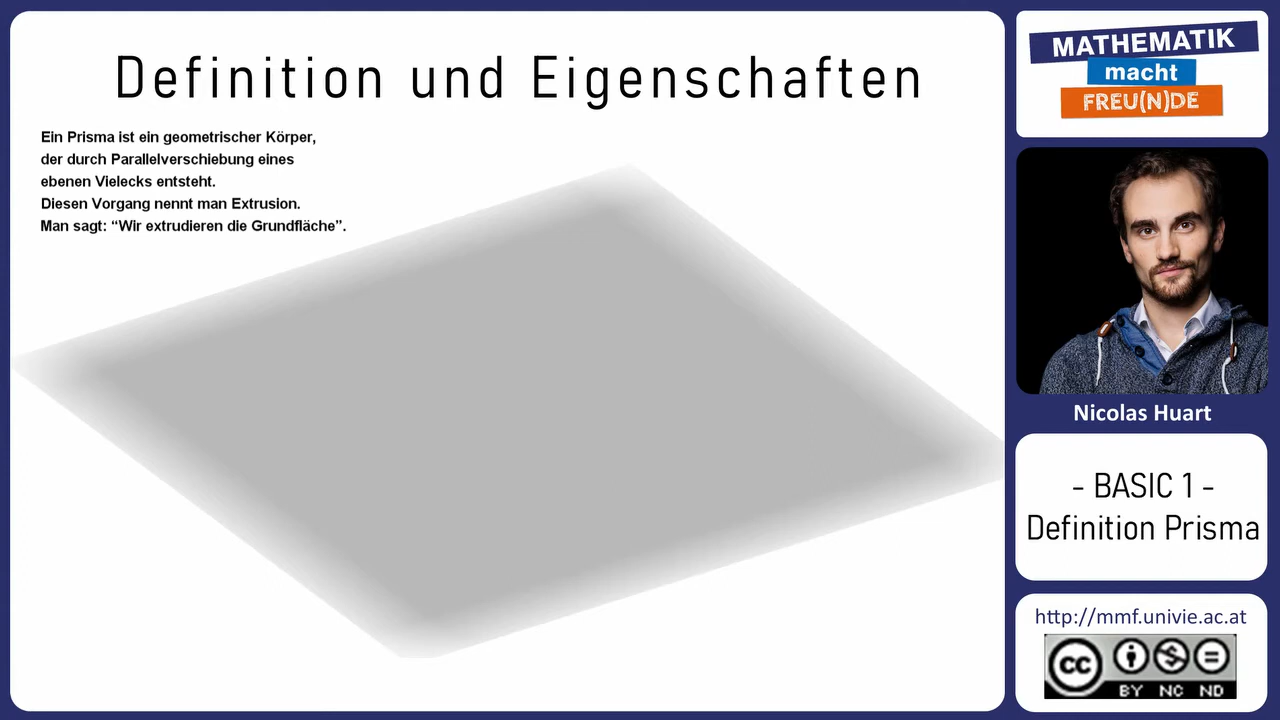 Definition und Eigenschaften
Ein Prisma ist ein geometrischer Körper,
der durch Parallelverschiebung eines
ebenen Vielecks entsteht.
Diesen Vorgang nennt man Extrusion.
Man sagt: “Wir extrudieren die Grundfläche”.
MATHEMATIK
macht
FREU(N)DE
Nicolas Huart
- BASIC 1 -
Definition Prisma
http://mmf.univie.ac.at
cc
BY NC ND